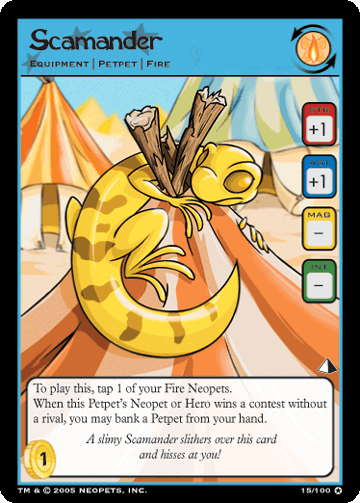 Scamander
EQUIPMENT | PETPET | FIRE
STR
+1
AGI
+1
MAG
–
INT
–
To play this, tap 1 of your Fire Neopets.
When this Petpet's Neopet or Hero wins a contest without
a rival, you may bank a Petpet from your hand.
A slimy Scamander slithers over this card
and hisses at you!
1
TM & © 2005 NEOPETS, INC.
15/100